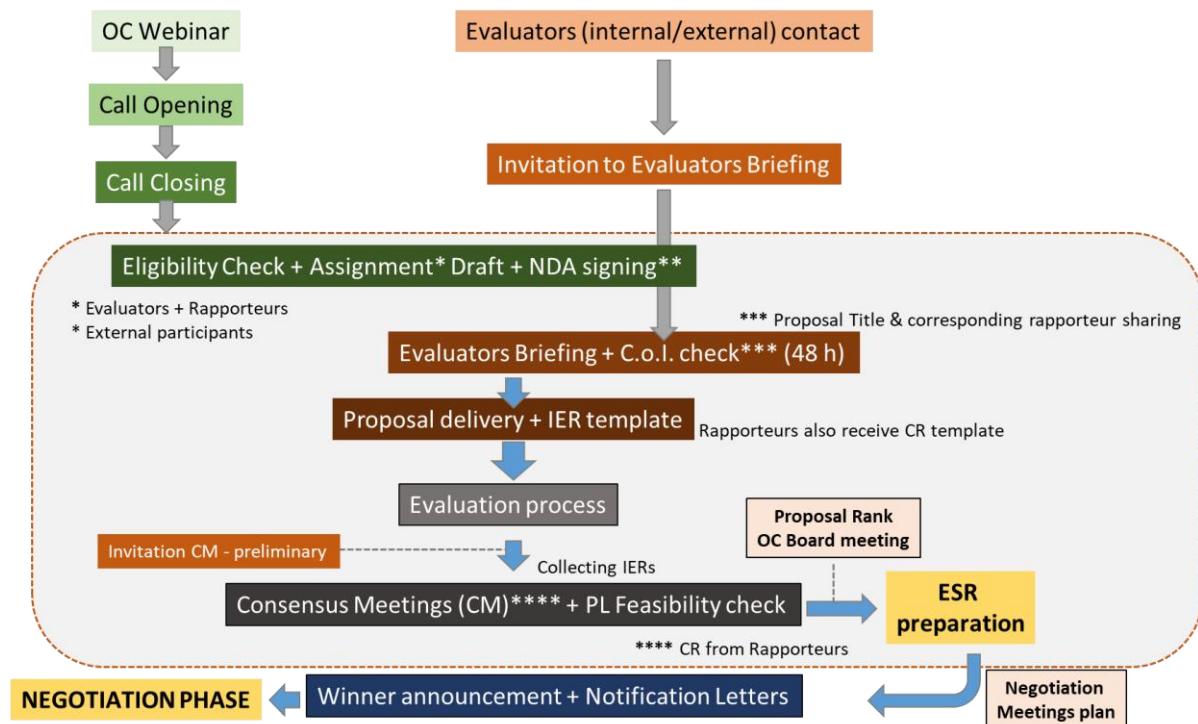 OC Webinar
Evaluators (internal/external) contact
Call Opening
Invitation to Evaluators Briefing
Call Closing
Eligibility Check + Assignment* Draft + NDA signing**
* Evaluators + Rapporteurs
* External participants
*** Proposal Title & corresponding rapporteur sharing
Evaluators Briefing + C.o.I. check*** (48 h)
Proposal delivery + IER template
Rapporteurs also receive CR template
Evaluation process
Proposal Rank
OC Board meeting
Invitation CM - preliminary
Collecting IERs
Consensus Meetings (CM)**** + PL Feasibility check
ESR
preparation
**** CR from Rapporteurs
NEGOTIATION PHASE
Winner announcement + Notification Letters
Negotiation
Meetings plan